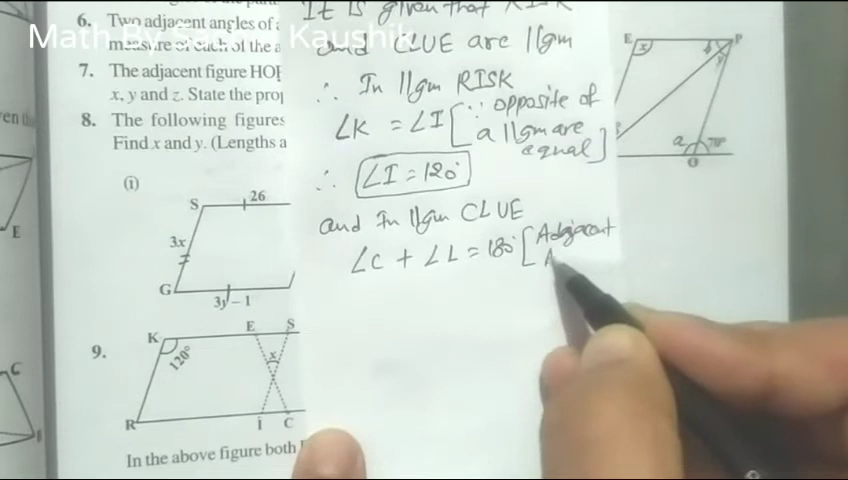 6. Two adjacent angles of
measure of each of the a
7. The adjacent figure HOP
x, y and z. State the prop
8. The following figures
Find x and y. (Lengths a
(i)
S 26
3x
G 3y – 1
9.
K E S
120°
x
R I C
In the above figure both
Math By
Kaushik
It is given that RISK
and CLUE are ||gm
∴ In ||gm RISK
∠K = ∠I [∵ opposite of
a ||gm are
equal]
∴ ∠I = 120°
and In ||gm CLUE
∠C + ∠L = 180° [Adjacent
E x P
y
a 70°
O
ven th
E
C